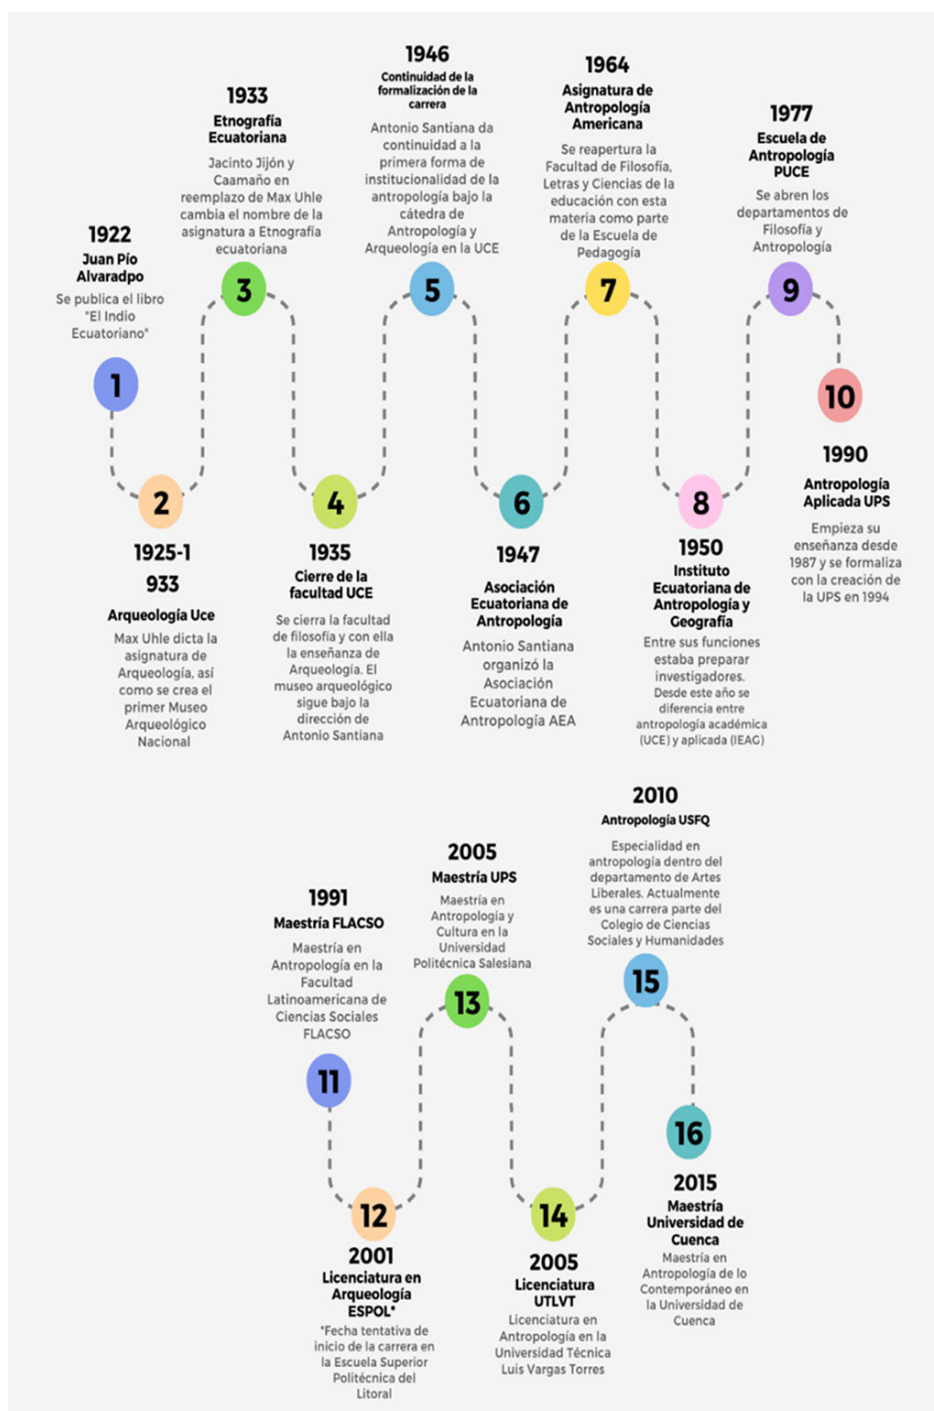 1922
Juan Pío
Alvaradpo
Se publica el libro
"El Indio
Ecuatoriano"
1
2
1925-1
933
Arqueología Uce
Max Uhle dicta la
asignatura de
Arqueología, así
como se crea el
primer Museo
Arqueológico
Nacional
1933
Etnografía
Ecuatoriana
Jacinto Jijón y
Caamaño en
reemplazo de Max Uhle
cambia el nombre de la
asignatura a Etnografía
ecuatoriana
3
4
1935
Cierre de la
facultad UCE
Se cierra la facultad
de filosofía y con ella
la enseñanza de
Arqueología. El
museo arqueológico
sigue bajo la
dirección de
Antonio Santiana
1946
Continuidad de la
formalización de la
carrera
Antonio Santiana da
continuidad a la
primera forma de
institucionalidad de la
antropología bajo la
cátedra de
Antropología y
Arqueología en la UCE
5
6
1947
Asociación
Ecuatoriana de
Antropología
Antonio Santiana
organizó la
Asociación
Ecuatoriana de
Antropología AEA
1964
Asignatura de
Antropología
Americana
Se reapertura la
Facultad de Filosofía,
Letras y Ciencias de la
educación con esta
materia como parte
de la Escuela de
Pedagogía
7
8
1950
Instituto
Ecuatoriana de
Antropología y
Geografía
Entre sus funciones
estaba preparar
investigadores.
Desde este año se
diferencia entre
antropología académica
(UCE) y aplicada (IEAG)
1977
Escuela de
Antropología
PUCE
Se abren los
departamentos de
Filosofía y
Antropología
9
10
1990
Antropología
Aplicada UPS
Empieza su
enseñanza desde
1987 y se formaliza
con la creación de
la UPS en 1994
1991
Maestría FLACSO
Maestría en
Antropología en la
Facultad
Latinoamericana de
Ciencias Sociales
FLACSO
11
12
2001
Licenciatura en
Arqueología
ESPOL*
*Fecha tentativa de
inicio de la carrera en
la Escuela Superior
Politécnica del
Litoral
2005
Maestría UPS
Maestría en
Antropología y
Cultura en la
Universidad
Politécnica Salesiana
13
14
2005
Licenciatura
UTLVT
Licenciatura en
Antropología en la
Universidad Técnica
Luis Vargas Torres
2010
Antropología USFQ
Especialidad en
antropología dentro del
departamento de Artes
Liberales. Actualmente
es una carrera parte del
Colegio de Ciencias
Sociales y Humanidades
15
16
2015
Maestría
Universidad de
Cuenca
Maestría en
Antropología de lo
Contemporáneo en
la Universidad de
Cuenca